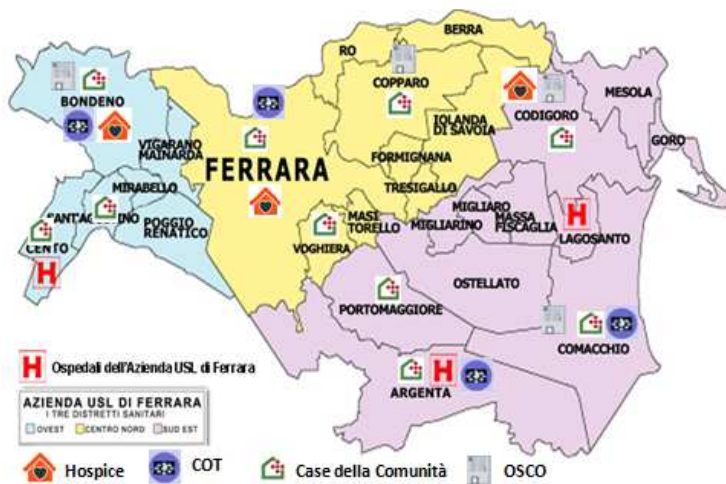 BERRA
RO
COPPARO
MESOLA
BONDENO
CODIGORO
IOLANDA
DI SAVOIA
GORO
VIGARANO
MAINARDA
FORMIGNANA
FERRARA
TRESIGALLO
MIRABELLO
MASI
TORELLO
MIGLIARO
MASSA
FISCAGLIA
CENTO
POGGIO
RENATICO
VOGHIERA
MIGLIARINO
LAGOSANTO
OSTELLATO
PORTOMAGGIORE
COMACCHIO
H Ospedali dell'Azienda USL di Ferrara
ARGENTA
AZIENDA USL DI FERRARA
I TRE DISTRETTI SANITARI
OVEST CENTRO NORD SUD EST
Hospice COT Case della Comunità OSCO